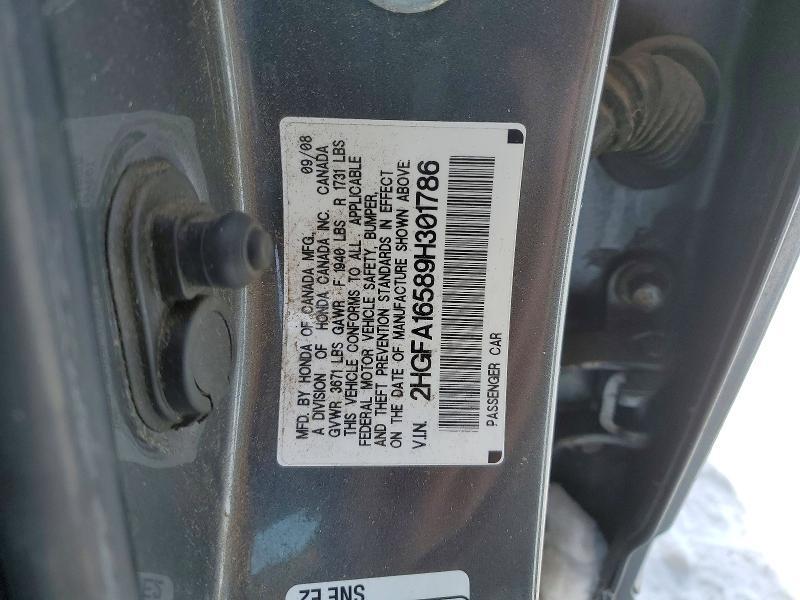 MFD. BY HONDA OF CANADA MFG. 09/08
A DIVISION OF HONDA CANADA INC. CANADA
GVWR 3671 LBS GAWR F 1940 LBS R 1731 LBS
THIS VEHICLE CONFORMS TO ALL APPLICABLE
FEDERAL MOTOR VEHICLE SAFETY, BUMPER,
AND THEFT PREVENTION STANDARDS IN EFFECT
ON THE DATE OF MANUFACTURE SHOWN ABOVE.
V.I.N. 2HGFA16589H301786
PASSENGER CAR
SNE EZ